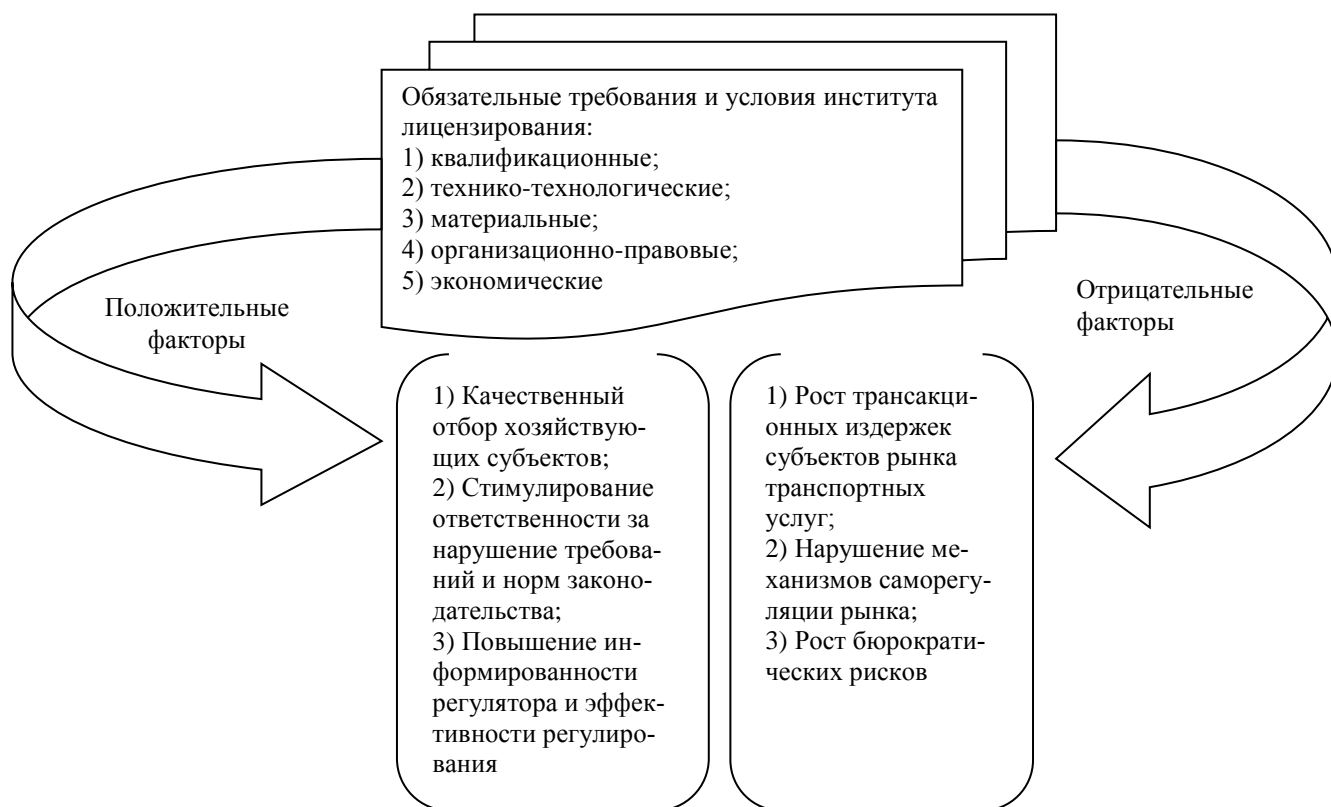 Обязательные требования и условия института
лицензирования:
1) квалификационные;
2) технико-технологические;
3) материальные;
4) организационно-правовые;
5) экономические
Положительные
факторы
Отрицательные
факторы
1) Качественный
отбор хозяйствую-
щих субъектов;
2) Стимулирование
ответственности за
нарушение требова-
ний и норм законо-
дательства;
3) Повышение ин-
формированности
регулятора и эффек-
тивности регулиро-
вания
1) Рост трансакци-
онных издержек
субъектов рынка
транспортных
услуг;
2) Нарушение ме-
ханизмов саморегу-
ляции рынка;
3) Рост бюрократи-
ческих рисков